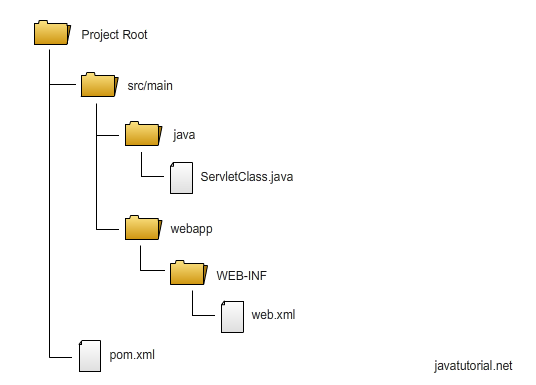 Project Root
src/main
java
ServletClass.java
webapp
WEB-INF
web.xml
pom.xml
javatutorial.net